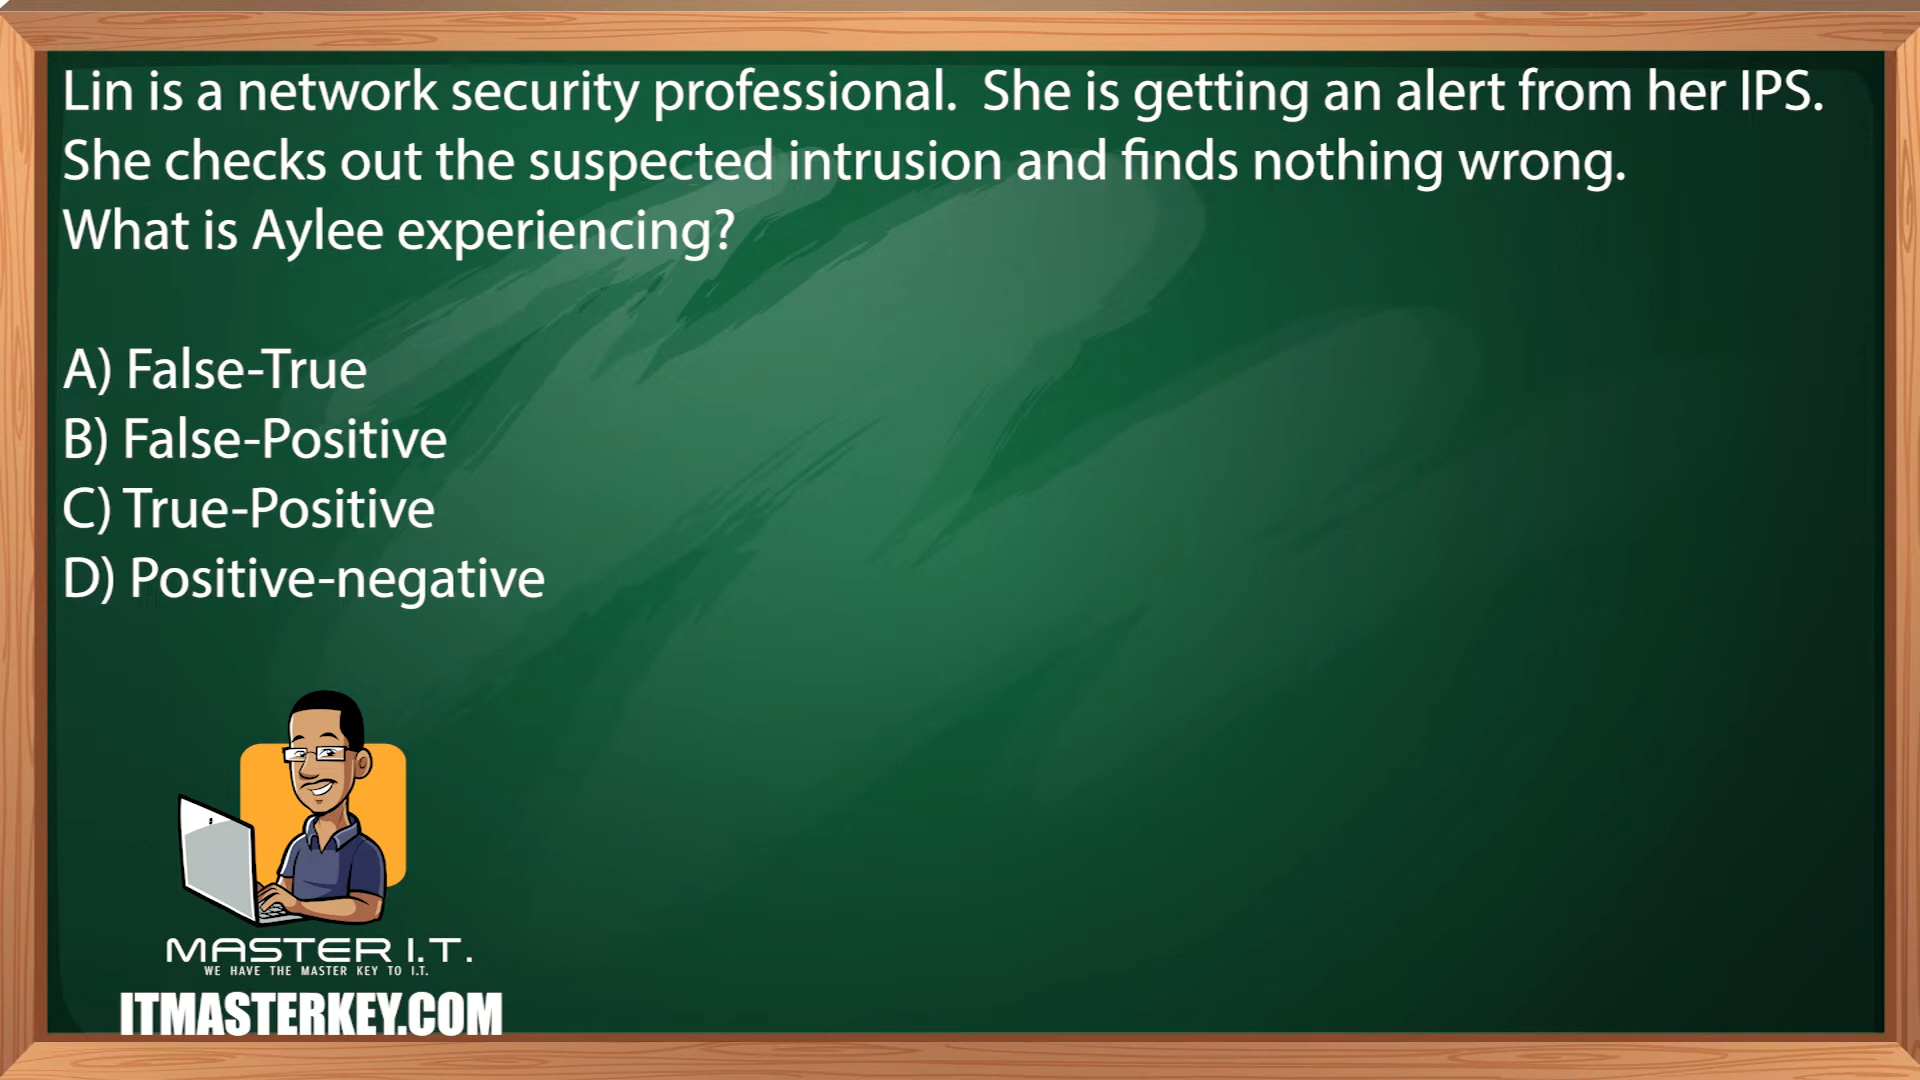 Lin is a network security professional.  She is getting an alert from her IPS.
She checks out the suspected intrusion and finds nothing wrong.
What is Aylee experiencing?
A) False-True
B) False-Positive
C) True-Positive
D) Positive-negative
MASTER I.T.
WE HAVE THE MASTER KEY TO I.T.
ITMASTERKEY.COM